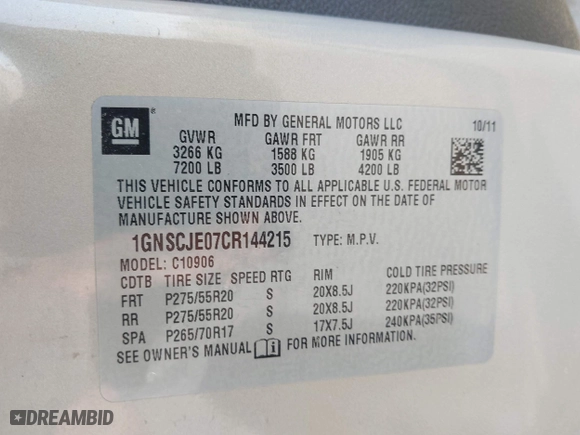 GM
MFD BY GENERAL MOTORS LLC 10/11
GVWR GAWR FRT GAWR RR
3266 KG 1588 KG 1905 KG
7200 LB 3500 LB 4200 LB
THIS VEHICLE CONFORMS TO ALL APPLICABLE U.S. FEDERAL MOTOR
VEHICLE SAFETY STANDARDS IN EFFECT ON THE DATE OF
MANUFACTURE SHOWN ABOVE.
1GNSCJE07CR144215 TYPE: M.P.V.
MODEL: C10906
CDTB TIRE SIZE SPEED RTG RIM COLD TIRE PRESSURE
FRT P275/55R20 S 20X8.5J 220KPA(32PSI)
RR P275/55R20 S 20X8.5J 220KPA(32PSI)
SPA P265/70R17 S 17X7.5J 240KPA(35PSI)
SEE OWNER'S MANUAL FOR MORE INFORMATION.
DREAMBID